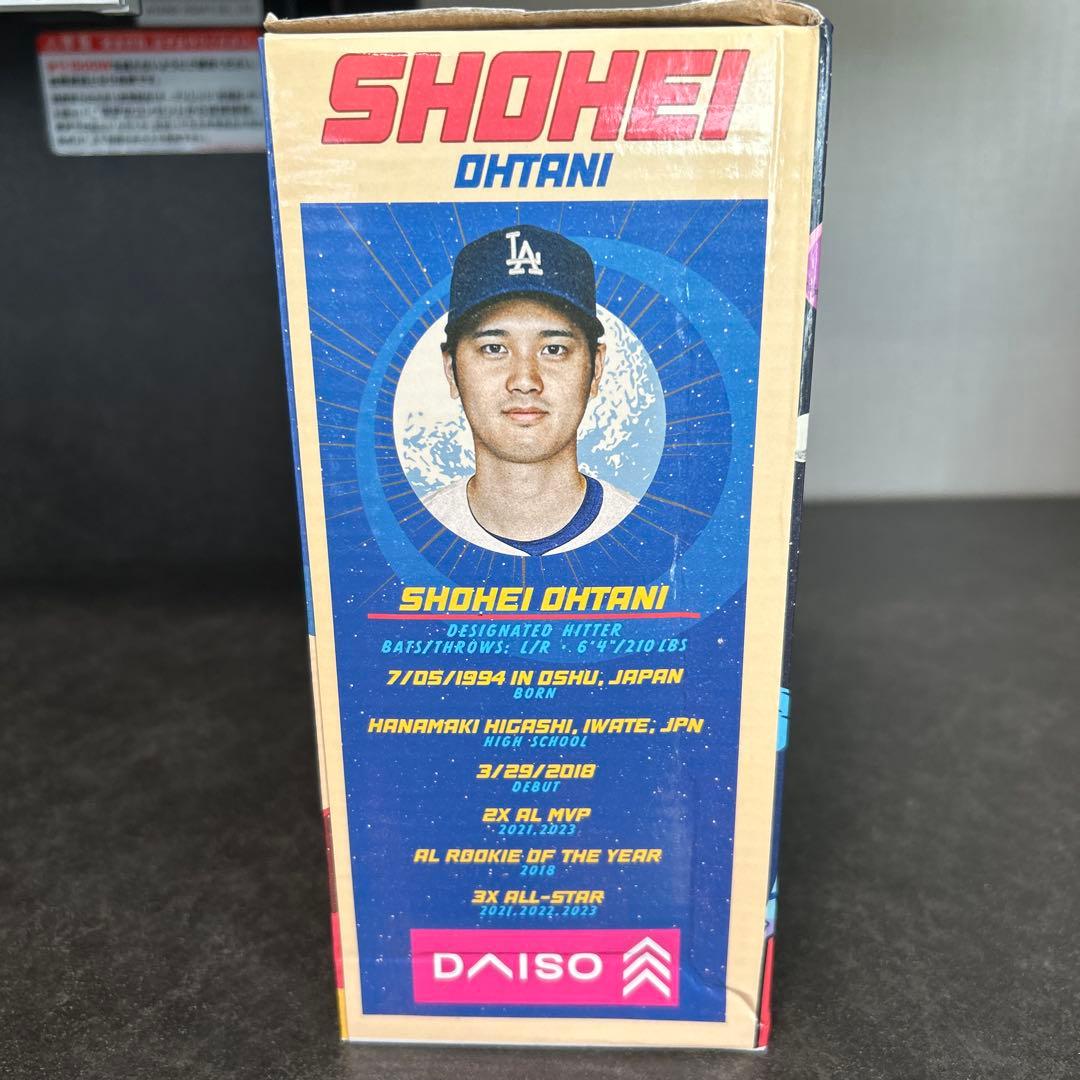 SHOHEI
OHTANI
LA
SHOHEI OHTANI
DESIGNATED HITTER
BATS/THROWS: L/R · 6'4"/210 LBS
7/05/1994 IN OSHU, JAPAN
BORN
HANAMAKI HIGASHI, IWATE, JPN
HIGH SCHOOL
3/29/2018
DEBUT
2X AL MVP
2021,2023
AL ROOKIE OF THE YEAR
2018
3X ALL-STAR
2021,2022,2023
DAISO